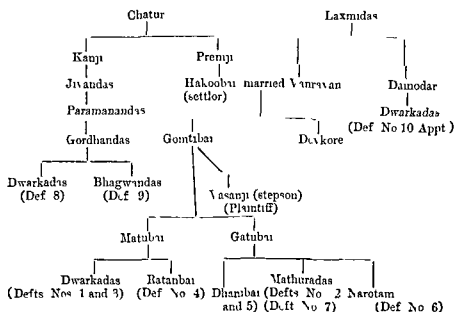 Chatur Laxmidas
Kanji Premji
Jivandas Hakoobai married Vanravan Damodar
(settlor)
Paramanandas Dwarkadas
(Def No 10 Appt)
Gordhandas Gomtibai Devkore
Dwarkadas Bhagwandas
(Def 8) (Def 9)
Vasanji (stepson)
(Plaintiff)
Matubai Gatubai
Dwarkadas Ratanbai Mathuradas
(Defts Nos 1 and 3) (Def No 4) Dhanibai (Defts No 2 Narotam
and 5) (Deft No 7) (Def No 6)